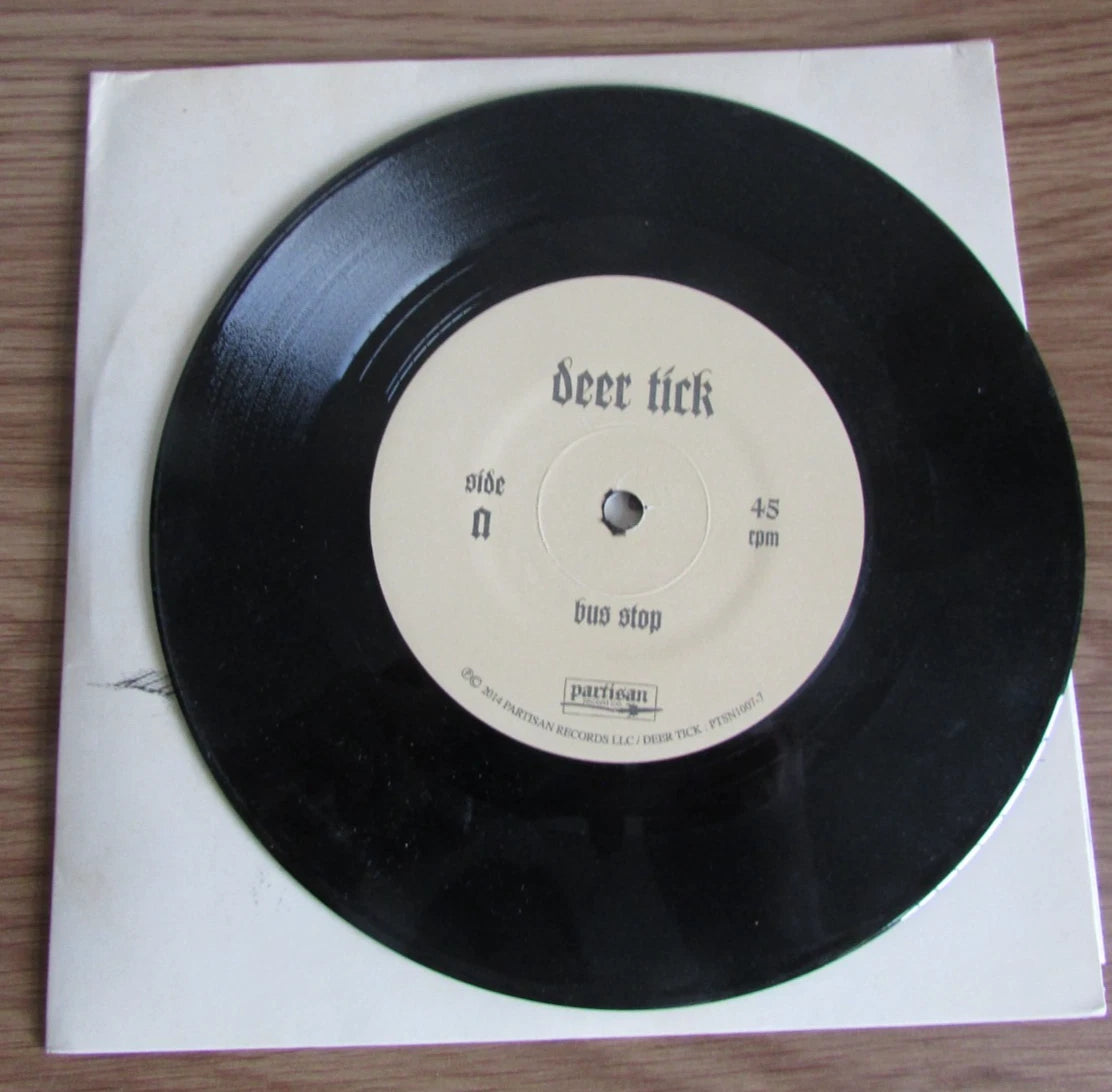 deer tick
side
A
45
rpm
bus stop
partisan
℗© 2014 PARTISAN RECORDS LLC / DEER TICK : PTSN1007-7